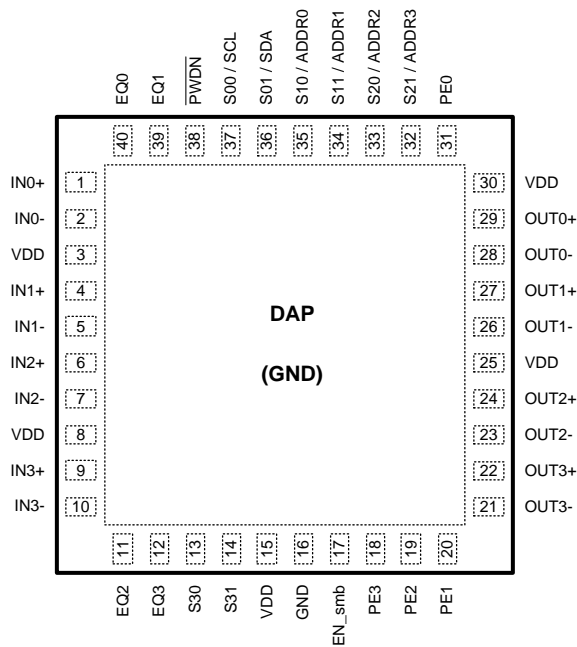 EQ0
EQ1
PWDN
S00 / SCL
S01 / SDA
S10 / ADDR0
S11 / ADDR1
S20 / ADDR2
S21 / ADDR3
PE0
40
39
38
37
36
35
34
33
32
31
IN0+ 1
30 VDD
IN0- 2
29 OUT0+
VDD 3
28 OUT0-
IN1+ 4
27 OUT1+
IN1- 5
26 OUT1-
IN2+ 6
25 VDD
IN2- 7
24 OUT2+
VDD 8
23 OUT2-
IN3+ 9
22 OUT3+
IN3- 10
21 OUT3-
DAP
(GND)
11
12
13
14
15
16
17
18
19
20
EQ2
EQ3
S30
S31
VDD
GND
EN_smb
PE3
PE2
PE1